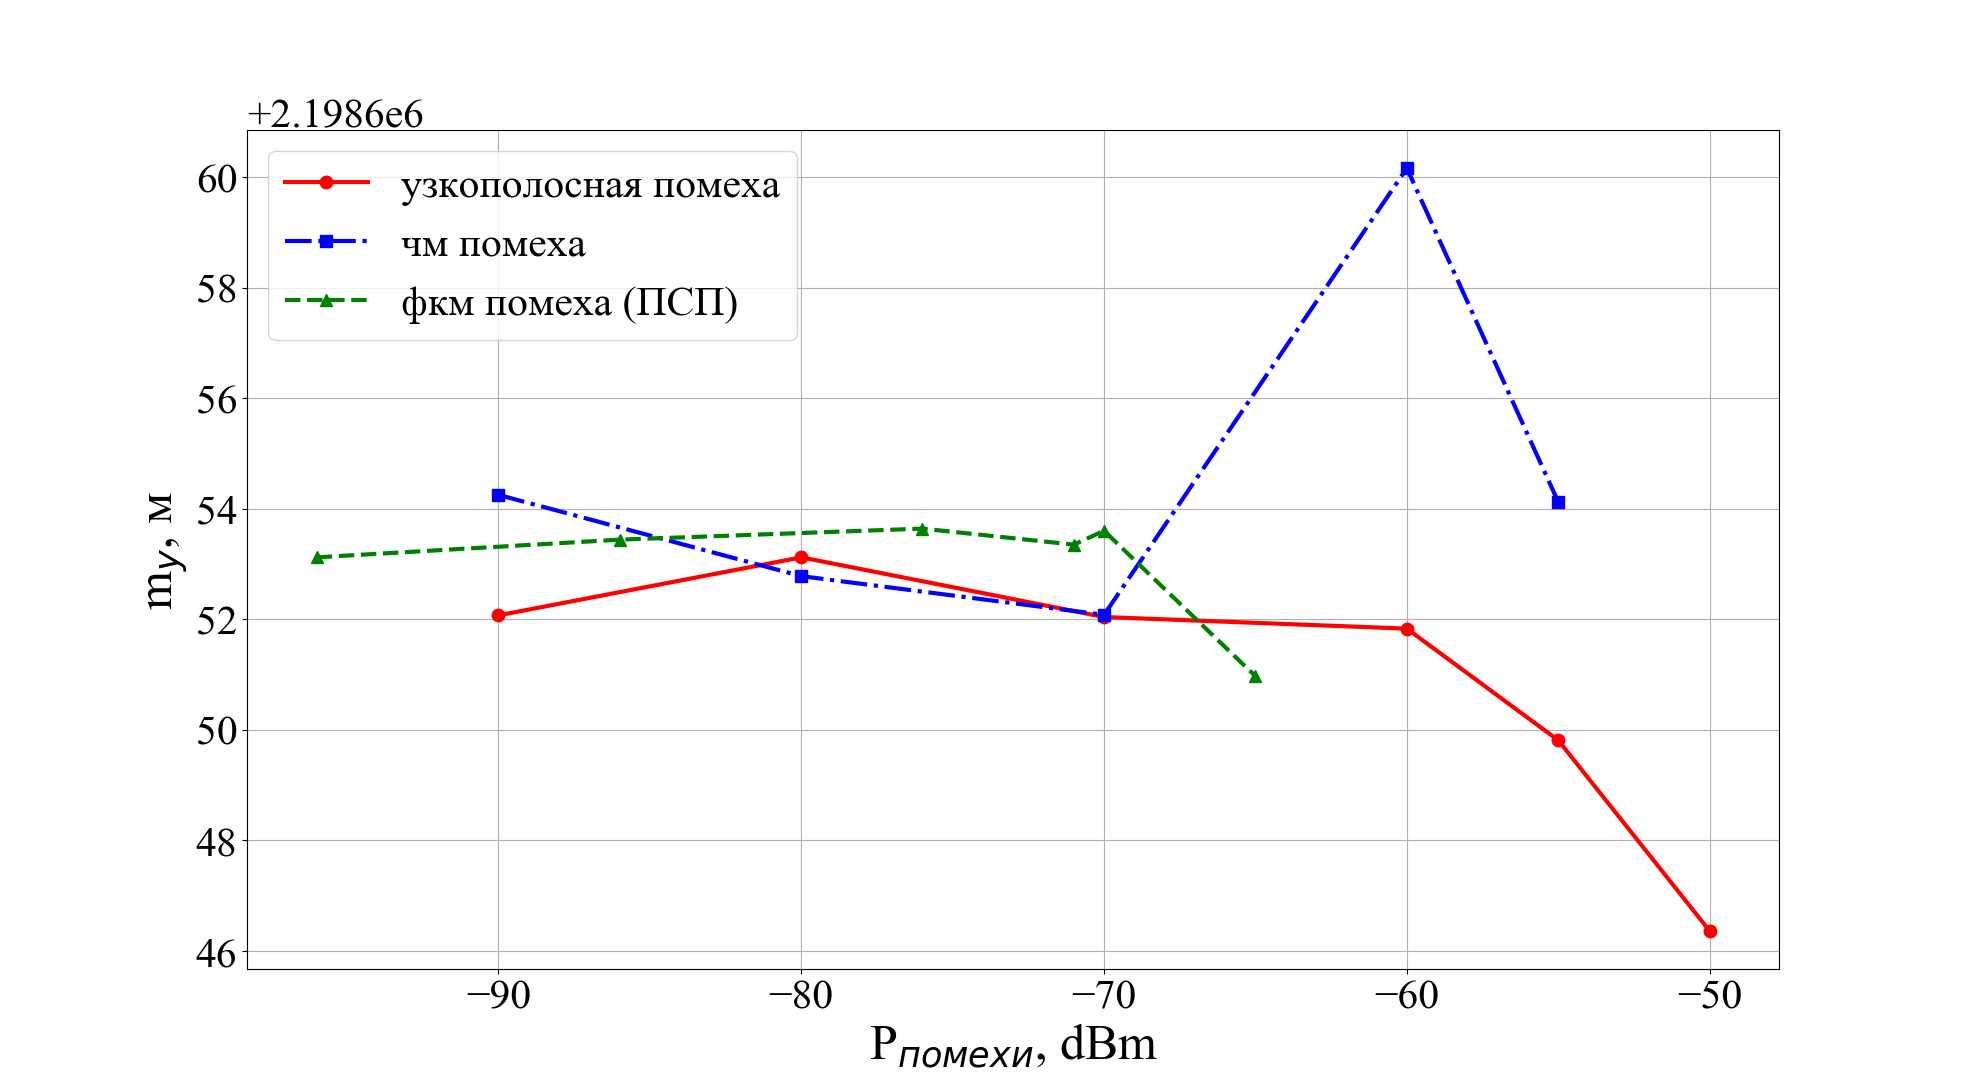 +2.1986e6
узкополосная помеха
чм помеха
фкм помеха (ПСП)
60
58
56
54
52
50
48
46
m_y, м
−90 −80 −70 −60 −50
P_помехи, dBm